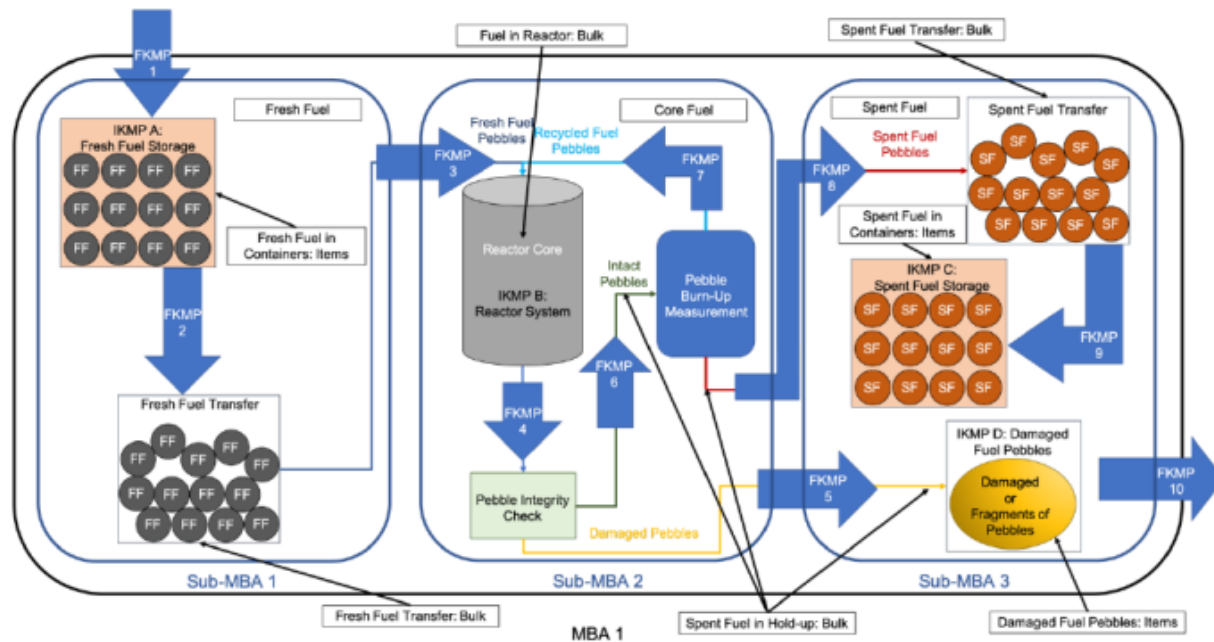 Fuel in Reactor: Bulk
Spent Fuel Transfer: Bulk
FKMP
1
Fresh Fuel
IKMP A:
Fresh Fuel Storage
FF FF FF FF
FF FF FF FF
FF FF FF FF
Fresh Fuel in
Containers: Items
FKMP
2
Fresh Fuel Transfer
FF FF
FF FF FF
FF FF FF FF
FF FF FF FF
Sub-MBA 1
Fresh Fuel Transfer: Bulk
Core Fuel
Fresh Fuel
Pebbles
Recycled Fuel
Pebbles
FKMP
3
FKMP
7
Reactor Core
IKMP B:
Reactor System
Intact
Pebbles
Pebble
Burn-Up
Measurement
FKMP
4
FKMP
6
Pebble Integrity
Check
Damaged Pebbles
Sub-MBA 2
Spent Fuel in Hold-up: Bulk
Spent Fuel
Spent Fuel Transfer
FKMP
8
Spent Fuel
Pebbles
SF SF
SF SF SF
SF SF SF SF
SF SF SF SF
Spent Fuel in
Containers: Items
IKMP C:
Spent Fuel Storage
SF SF SF SF
SF SF SF SF
SF SF SF SF
FKMP
9
FKMP
5
IKMP D: Damaged
Fuel Pebbles
Damaged
or
Fragments of
Pebbles
FKMP
10
Sub-MBA 3
Damaged Fuel Pebbles: Items
MBA 1